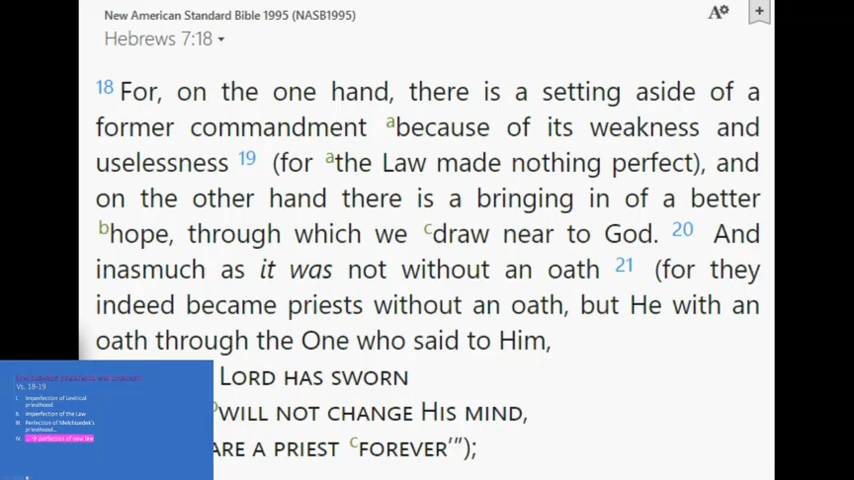 New American Standard Bible 1995 (NASB1995)
Hebrews 7:18
18 For, on the one hand, there is a setting aside of a
former commandment abecause of its weakness and
uselessness 19 (for athe Law made nothing perfect), and
on the other hand there is a bringing in of a better
bhope, through which we cdraw near to God. 20 And
inasmuch as it was not without an oath 21 (for they
indeed became priests without an oath, but He with an
oath through the One who said to Him,
LORD HAS SWORN
WILL NOT CHANGE HIS MIND,
ARE A PRIEST cFOREVER’”);
Vs. 18-19
I. Imperfection of Levitical
priesthood
II. Imperfection of the Law
III. Perfection of Melchizedek's
priesthood...
IV. ...→ perfection of new law